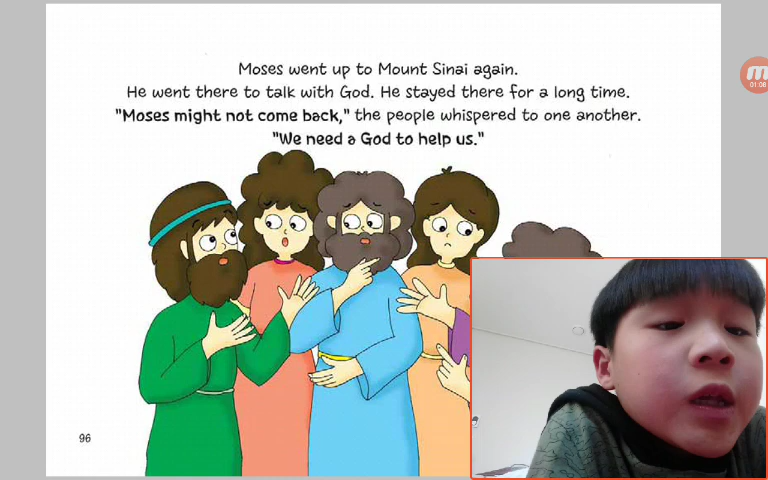 Moses went up to Mount Sinai again.
He went there to talk with God. He stayed there for a long time.
"Moses might not come back," the people whispered to one another.
"We need a God to help us."
96
01:08